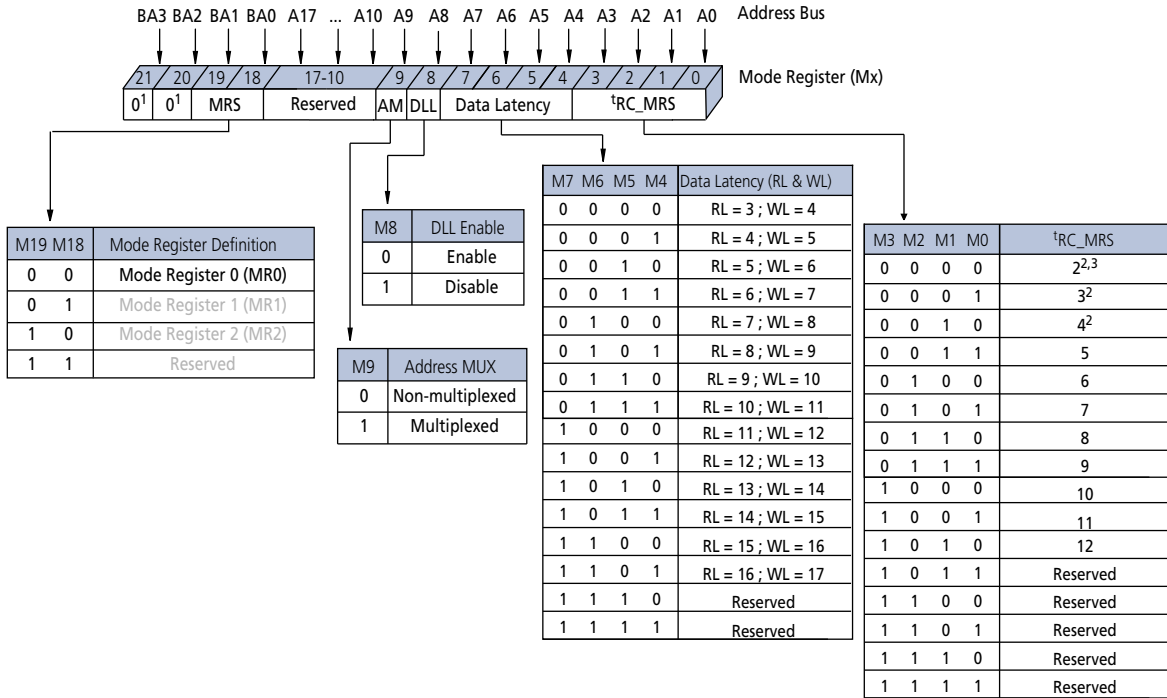 BA3 BA2 BA1 BA0 A17 ... A10 A9 A8 A7 A6 A5 A4 A3 A2 A1 A0 Address Bus
21 20 19 18 17-10 9 8 7 6 5 4 3 2 1 0 Mode Register (Mx)
0¹ 0¹ MRS Reserved AM DLL Data Latency ᵗRC_MRS
M19 M18 Mode Register Definition
0 0 Mode Register 0 (MR0)
0 1 Mode Register 1 (MR1)
1 0 Mode Register 2 (MR2)
1 1 Reserved
M8 DLL Enable
0 Enable
1 Disable
M9 Address MUX
0 Non-multiplexed
1 Multiplexed
M7 M6 M5 M4 Data Latency (RL & WL)
0 0 0 0 RL = 3 ; WL = 4
0 0 0 1 RL = 4 ; WL = 5
0 0 1 0 RL = 5 ; WL = 6
0 0 1 1 RL = 6 ; WL = 7
0 1 0 0 RL = 7 ; WL = 8
0 1 0 1 RL = 8 ; WL = 9
0 1 1 0 RL = 9 ; WL = 10
0 1 1 1 RL = 10 ; WL = 11
1 0 0 0 RL = 11 ; WL = 12
1 0 0 1 RL = 12 ; WL = 13
1 0 1 0 RL = 13 ; WL = 14
1 0 1 1 RL = 14 ; WL = 15
1 1 0 0 RL = 15 ; WL = 16
1 1 0 1 RL = 16 ; WL = 17
1 1 1 0 Reserved
1 1 1 1 Reserved
M3 M2 M1 M0 ᵗRC_MRS
0 0 0 0 2²,³
0 0 0 1 3²
0 0 1 0 4²
0 0 1 1 5
0 1 0 0 6
0 1 0 1 7
0 1 1 0 8
0 1 1 1 9
1 0 0 0 10
1 0 0 1 11
1 0 1 0 12
1 0 1 1 Reserved
1 1 0 0 Reserved
1 1 0 1 Reserved
1 1 1 0 Reserved
1 1 1 1 Reserved